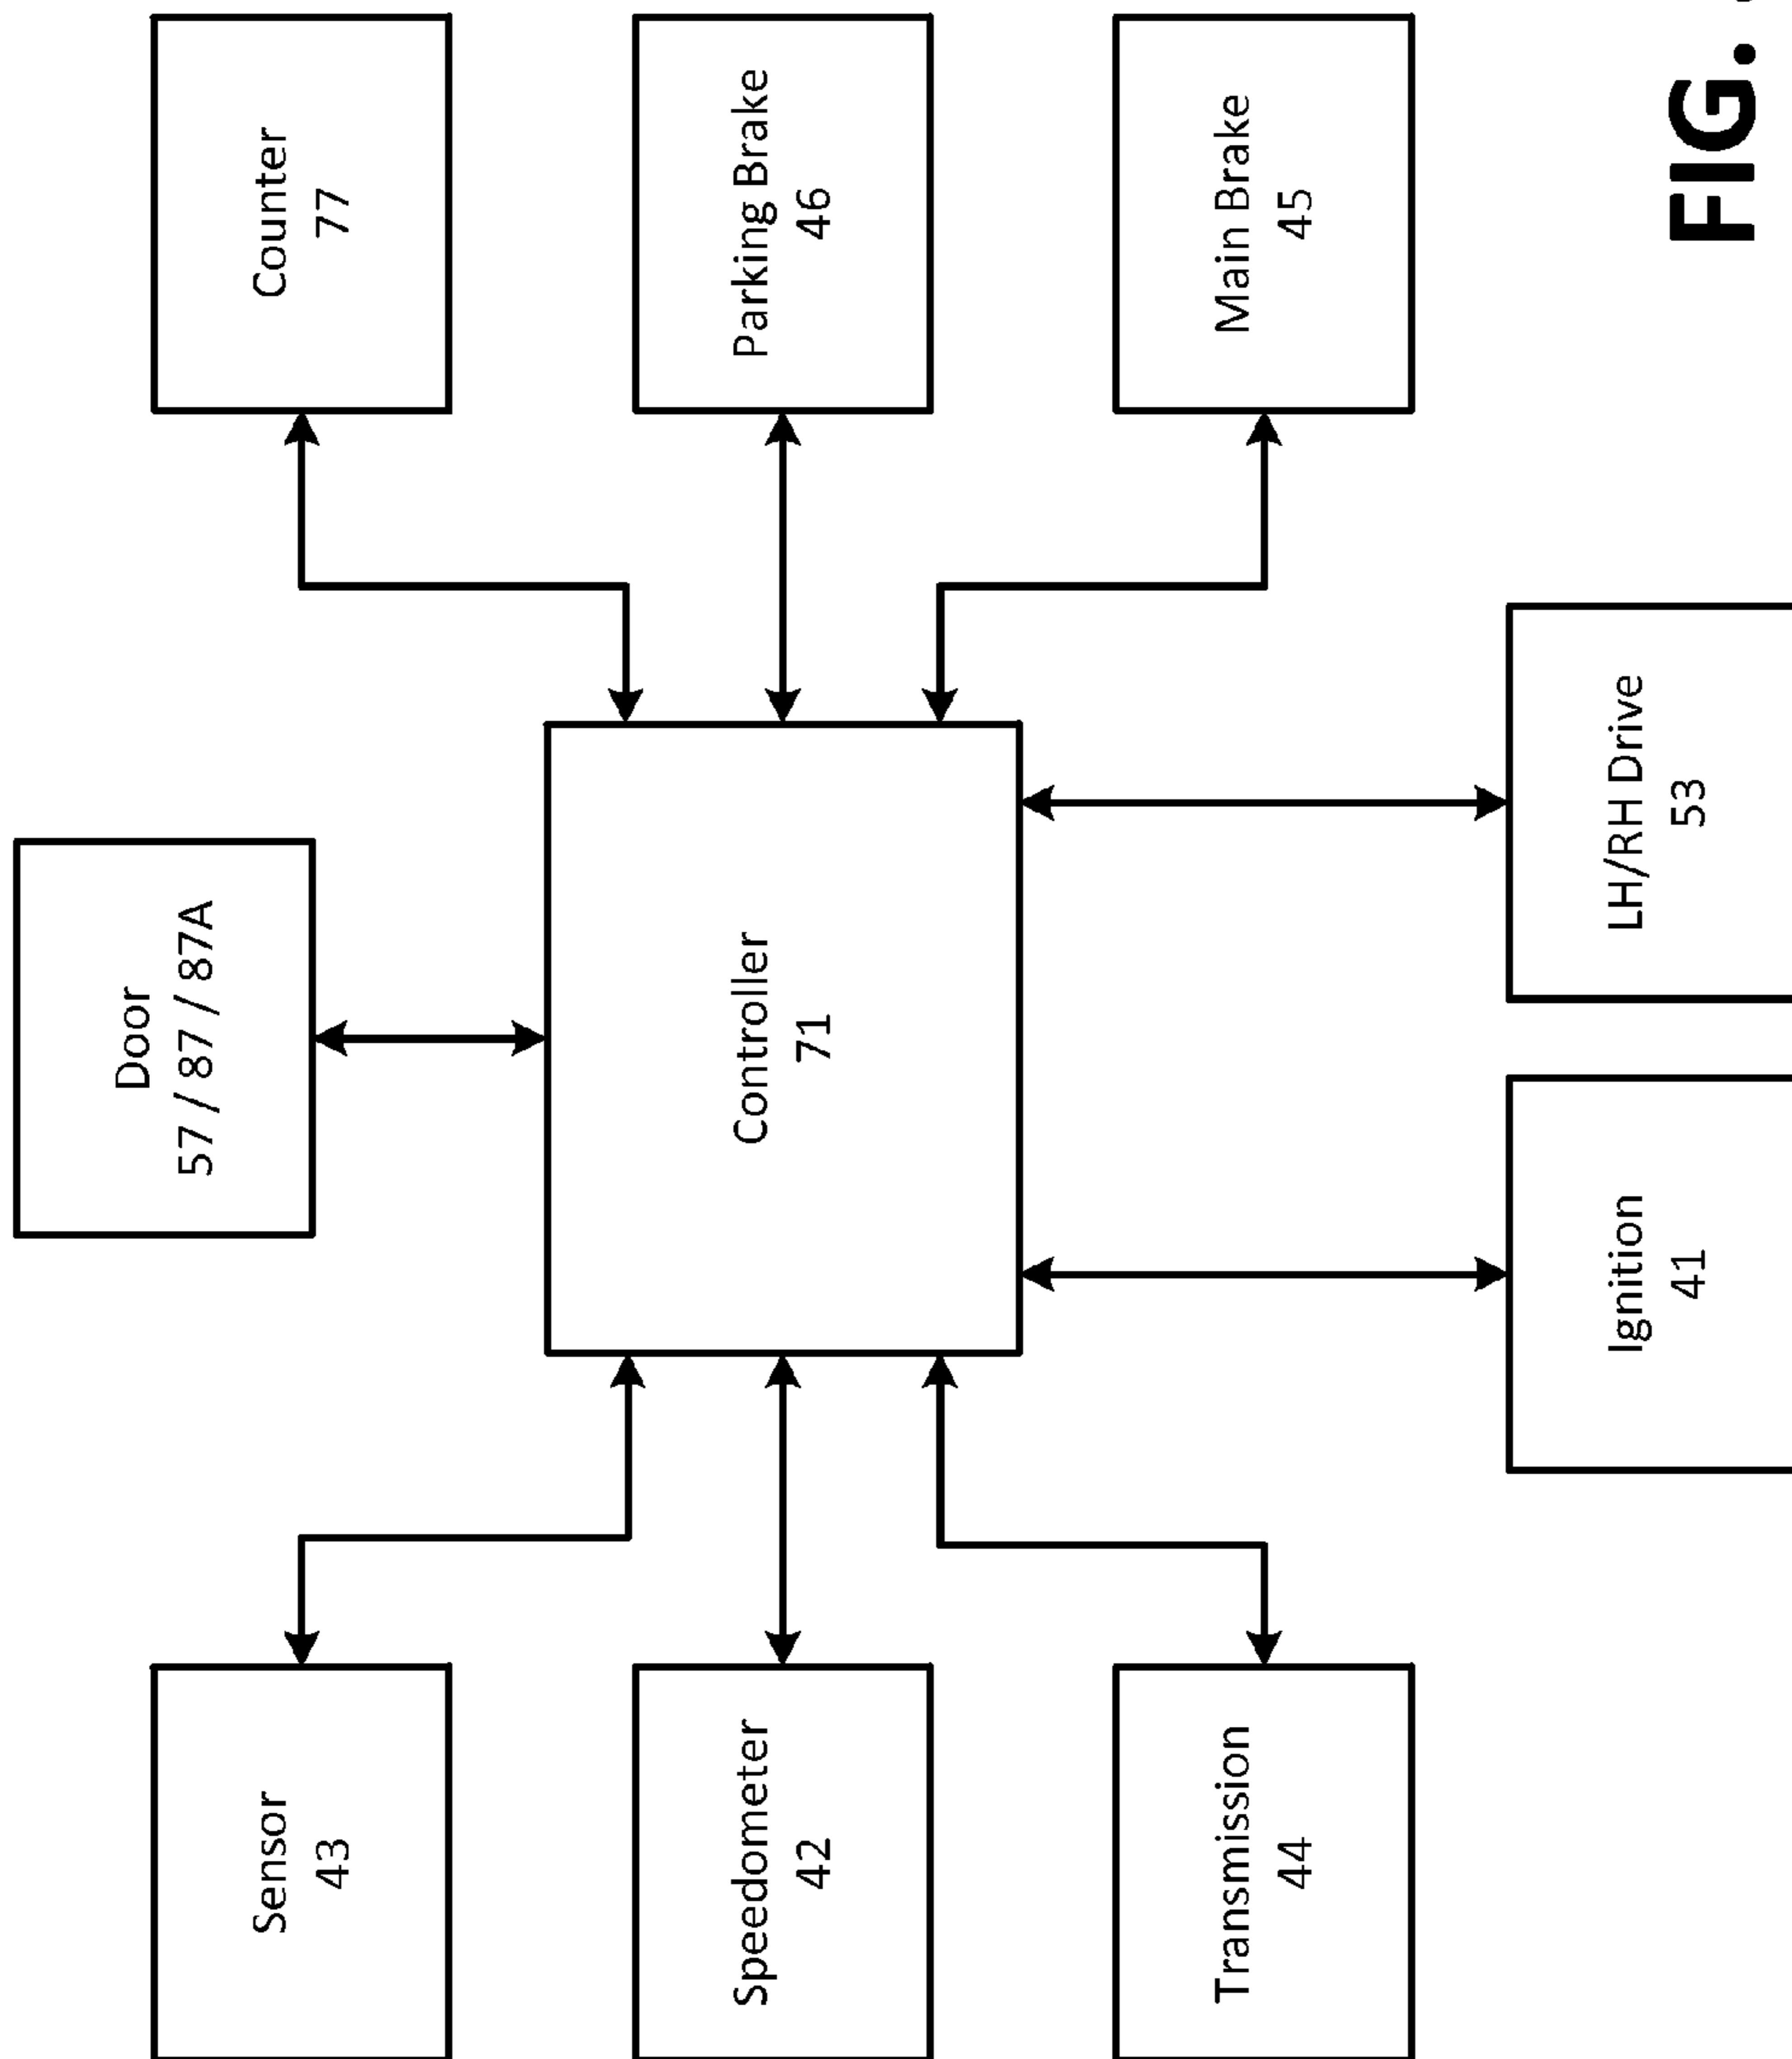 Door
57 / 87 / 87A
Sensor
43
Counter
77
Speedometer
42
Controller
71
Parking Brake
46
Transmission
44
Main Brake
45
Ignition
41
LH/RH Drive
53
FIG.